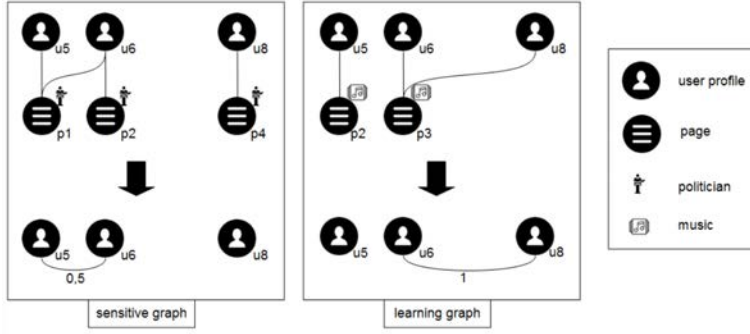 u5 u6 u8
p1 p2 p4
u5 u6 u8
0,5
sensitive graph
u5 u6 u8
p2 p3
u5 u6 u8
1
learning graph
user profile
page
politician
music